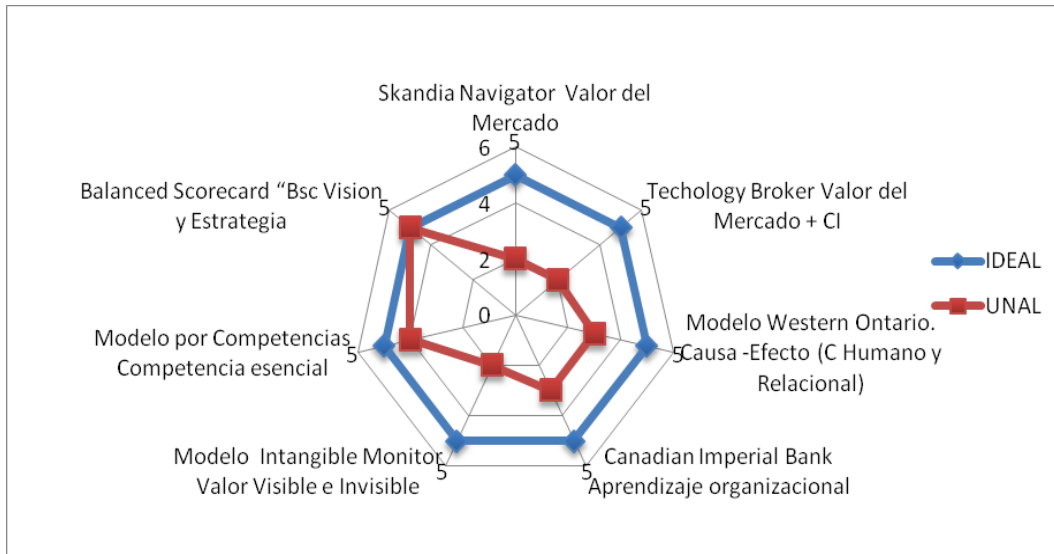 Skandia Navigator Valor del
Mercado
5
6
4
2
0
Techology Broker Valor del
Mercado + CI
5
Modelo Western Ontario.
Causa -Efecto (C Humano y
Relacional)
5
Canadian Imperial Bank
Aprendizaje organizacional
5
Modelo Intangible Monitor
Valor Visible e Invisible
5
Modelo por Competencias
Competencia esencial
5
Balanced Scorecard “Bsc Vision
y Estrategia
5
IDEAL
UNAL